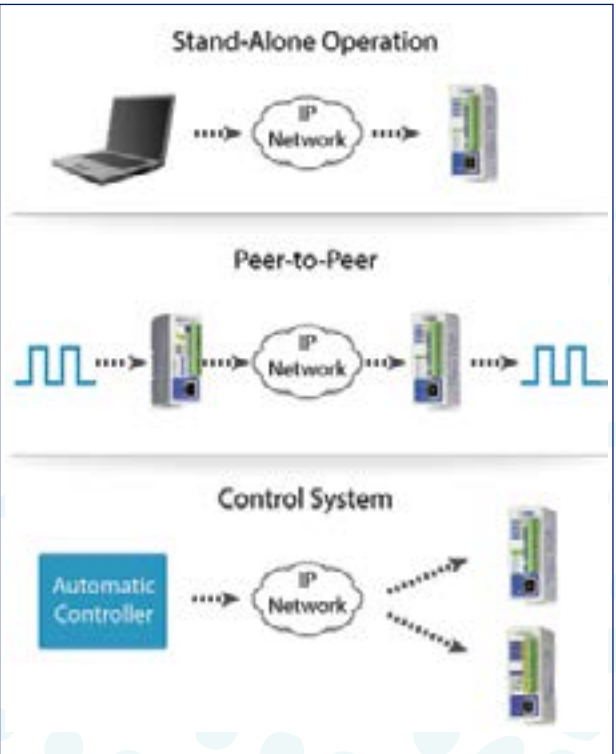 Stand-Alone Operation
IP
Network
Peer-to-Peer
IP
Network
Control System
Automatic
Controller
IP
Network